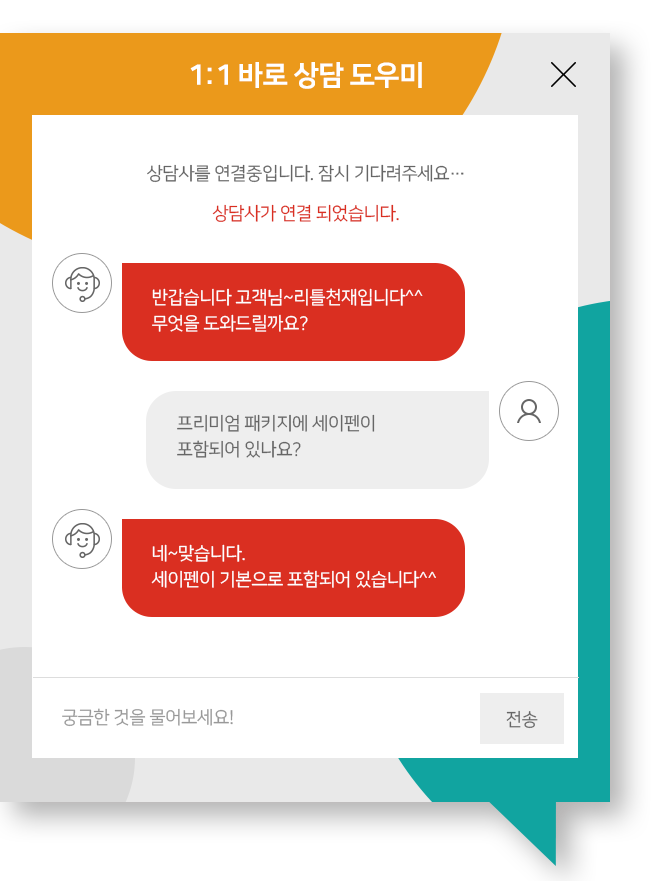 1:1 바로 상담 도우미
상담사를 연결중입니다. 잠시 기다려주세요…
상담사가 연결 되었습니다.
반갑습니다 고객님~리틀천재입니다^^
무엇을 도와드릴까요?
프리미엄 패키지에 세이펜이
포함되어 있나요?
네~맞습니다.
세이펜이 기본으로 포함되어 있습니다^^
궁금한 것을 물어보세요!
전송